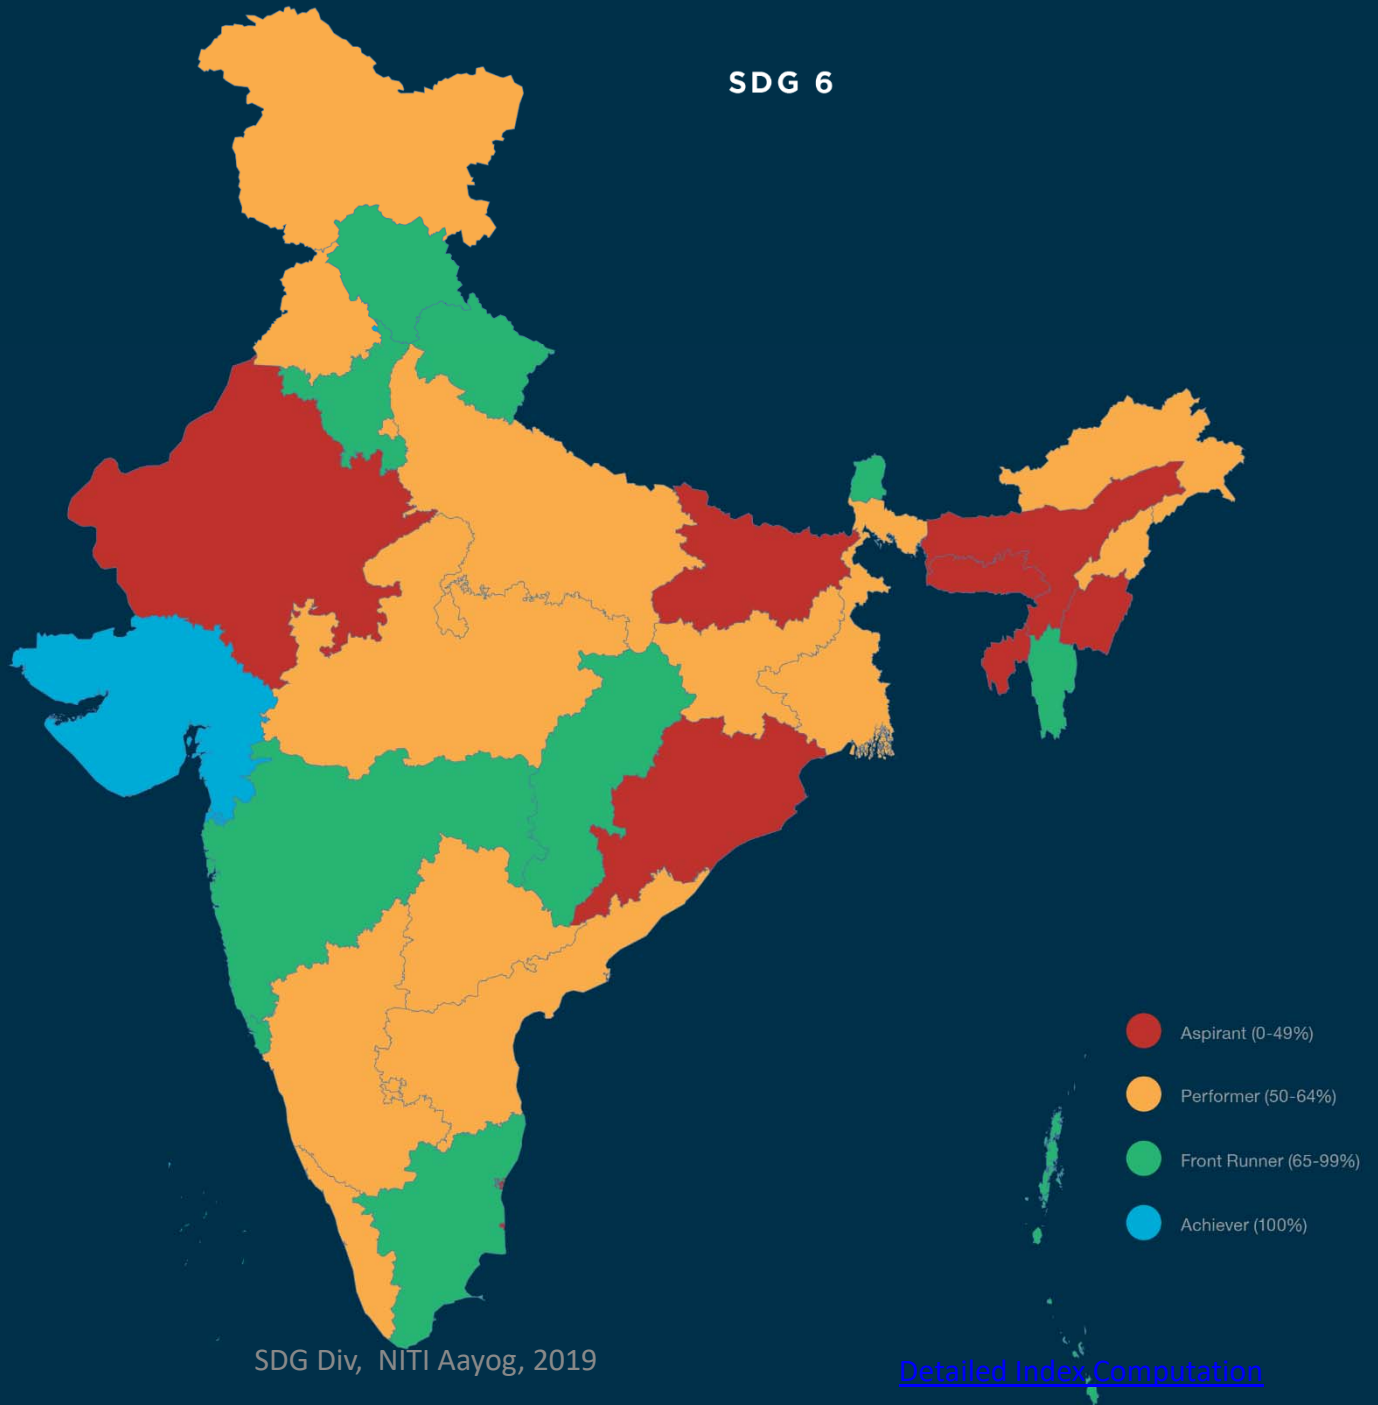 SDG 6
Aspirant (0-49%)
Performer (50-64%)
Front Runner (65-99%)
Achiever (100%)
SDG Div, NITI Aayog, 2019
Detailed Index Computation